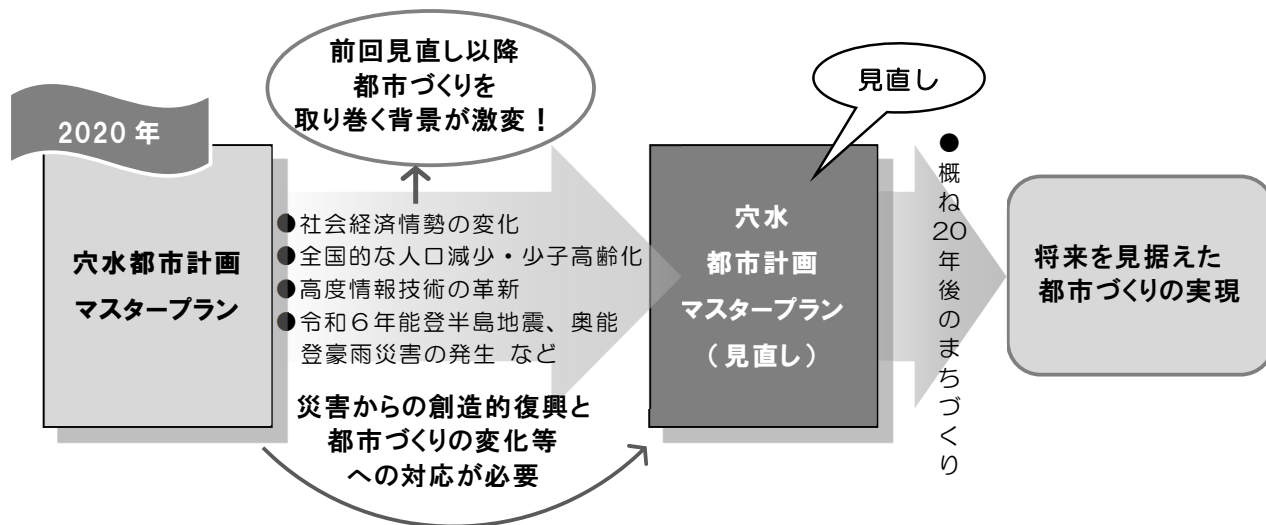 2020年
穴水都市計画
マスタープラン
前回見直し以降
都市づくりを
取り巻く背景が激変！
●社会経済情勢の変化
●全国的な人口減少・少子高齢化
●高度情報技術の革新
●令和６年能登半島地震、奥能
登豪雨災害の発生 など
災害からの創造的復興と
都市づくりの変化等
への対応が必要
見直し
穴水
都市計画
マスタープラン
（見直し）
●概ね20年後のまちづくり
将来を見据えた
都市づくりの実現